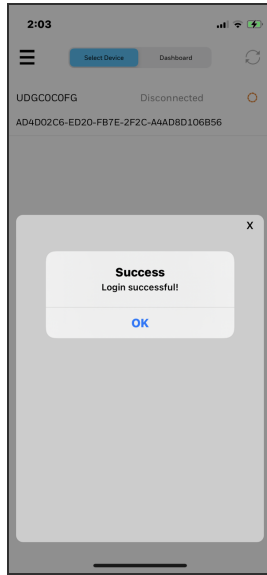 2:03
Select Device Dashboard
UDGC0C0FG Disconnected
AD4D02C6-ED20-FB7E-2F2C-A4AD8D106B56
X
Success
Login successful!
OK